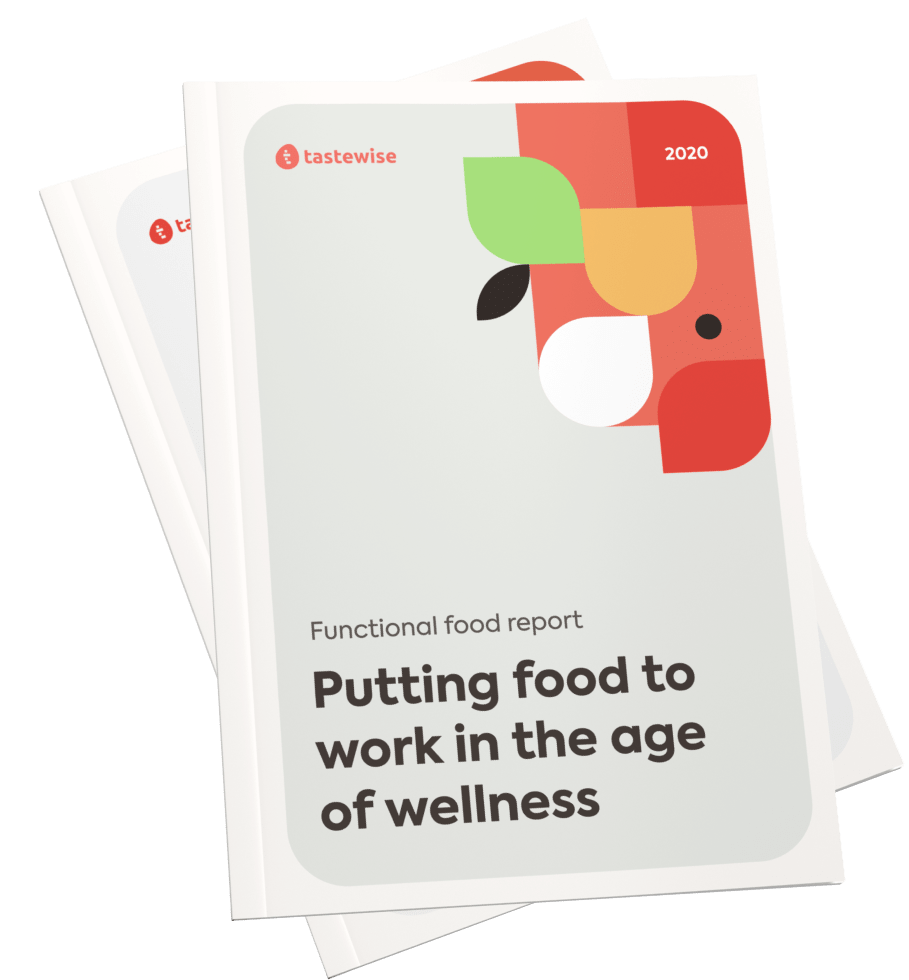 tastewise
2020
ta
Functional food report
Putting food to
work in the age
of wellness